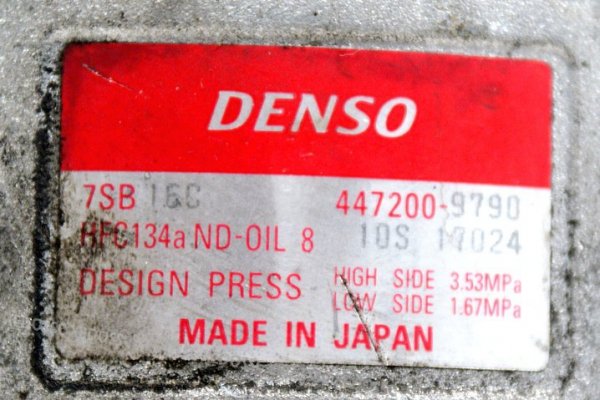 DENSO
7SB 16C 447200-9790
HFC134a ND-OIL 8 10S 17024
DESIGN PRESS HIGH SIDE 3.53MPa
LOW SIDE 1.67MPa
MADE IN JAPAN